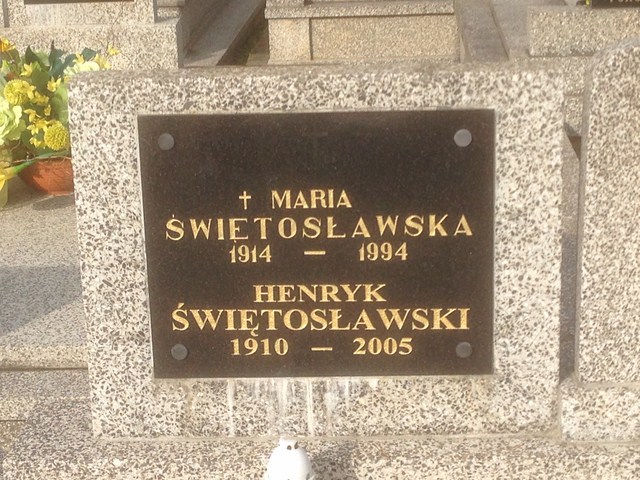 † MARIA
ŚWIĘTOSŁAWSKA
1914 — 1994
HENRYK
ŚWIĘTOSŁAWSKI
1910 — 2005